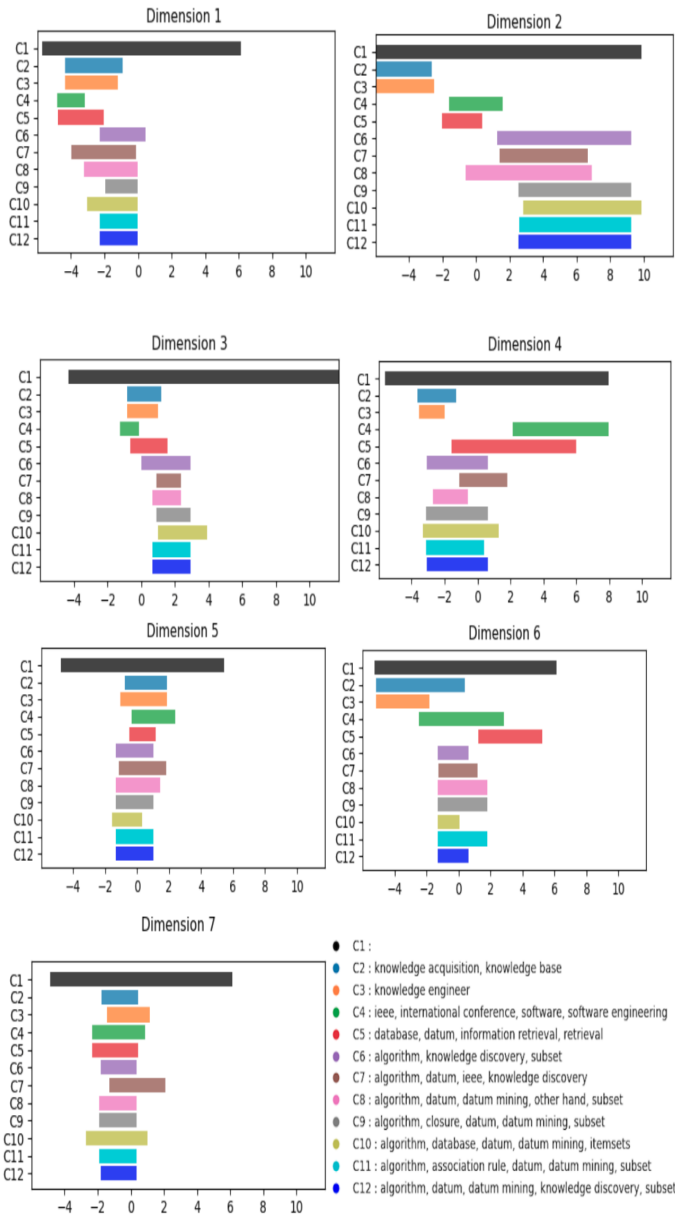 Dimension 1
C1
C2
C3
C4
C5
C6
C7
C8
C9
C10
C11
C12
−4 −2 0 2 4 6 8 10
Dimension 2
C1
C2
C3
C4
C5
C6
C7
C8
C9
C10
C11
C12
−4 −2 0 2 4 6 8 10
Dimension 3
C1
C2
C3
C4
C5
C6
C7
C8
C9
C10
C11
C12
−4 −2 0 2 4 6 8 10
Dimension 4
C1
C2
C3
C4
C5
C6
C7
C8
C9
C10
C11
C12
−4 −2 0 2 4 6 8 10
Dimension 5
C1
C2
C3
C4
C5
C6
C7
C8
C9
C10
C11
C12
−4 −2 0 2 4 6 8 10
Dimension 6
C1
C2
C3
C4
C5
C6
C7
C8
C9
C10
C11
C12
−4 −2 0 2 4 6 8 10
Dimension 7
C1
C2
C3
C4
C5
C6
C7
C8
C9
C10
C11
C12
−4 −2 0 2 4 6 8 10
C1 :
C2 : knowledge acquisition, knowledge base
C3 : knowledge engineer
C4 : ieee, international conference, software, software engineering
C5 : database, datum, information retrieval, retrieval
C6 : algorithm, knowledge discovery, subset
C7 : algorithm, datum, ieee, knowledge discovery
C8 : algorithm, datum, datum mining, other hand, subset
C9 : algorithm, closure, datum, datum mining, subset
C10 : algorithm, database, datum, datum mining, itemsets
C11 : algorithm, association rule, datum, datum mining, subset
C12 : algorithm, datum, datum mining, knowledge discovery, subset